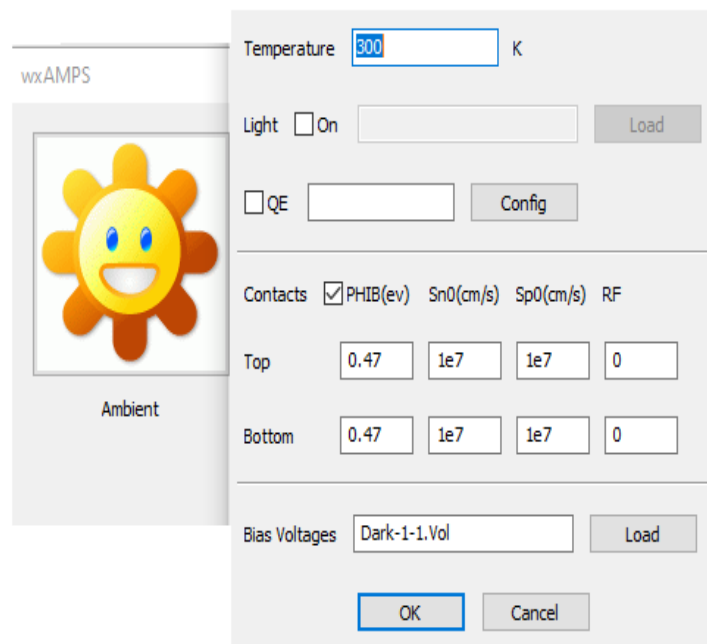 wxAMPS
Ambient
Temperature 300 K
Light On Load
QE Config
Contacts PHIB(ev) Sn0(cm/s) Sp0(cm/s) RF
Top 0.47 1e7 1e7 0
Bottom 0.47 1e7 1e7 0
Bias Voltages Dark-1-1.Vol Load
OK Cancel